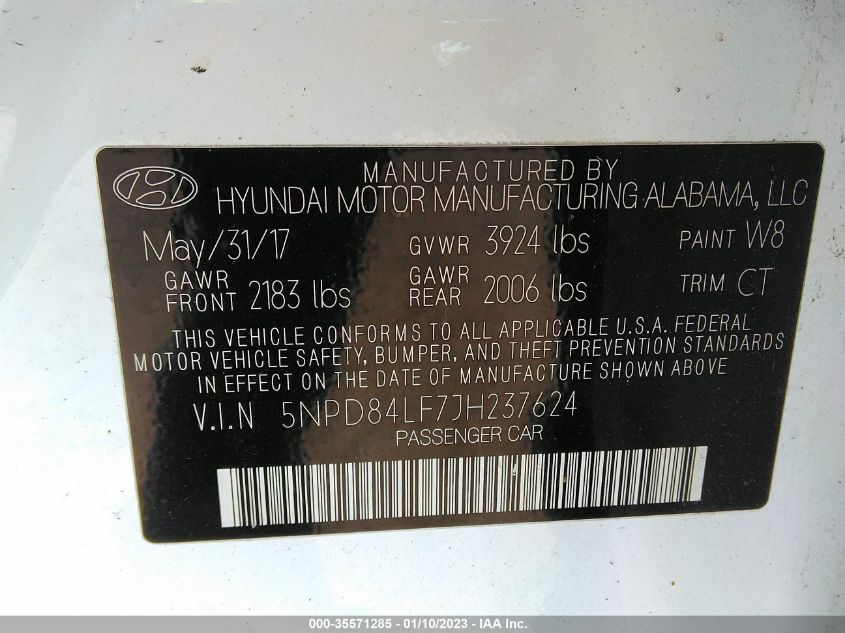 MANUFACTURED BY
HYUNDAI MOTOR MANUFACTURING ALABAMA, LLC
May/31/17 GVWR 3924 lbs PAINT W8
GAWR FRONT 2183 lbs GAWR REAR 2006 lbs TRIM CT
THIS VEHICLE CONFORMS TO ALL APPLICABLE U.S.A. FEDERAL
MOTOR VEHICLE SAFETY, BUMPER, AND THEFT PREVENTION STANDARDS
IN EFFECT ON THE DATE OF MANUFACTURE SHOWN ABOVE
V.I.N 5NPD84LF7JH237624
PASSENGER CAR
000-35571285 - 01/10/2023 - IAA Inc.